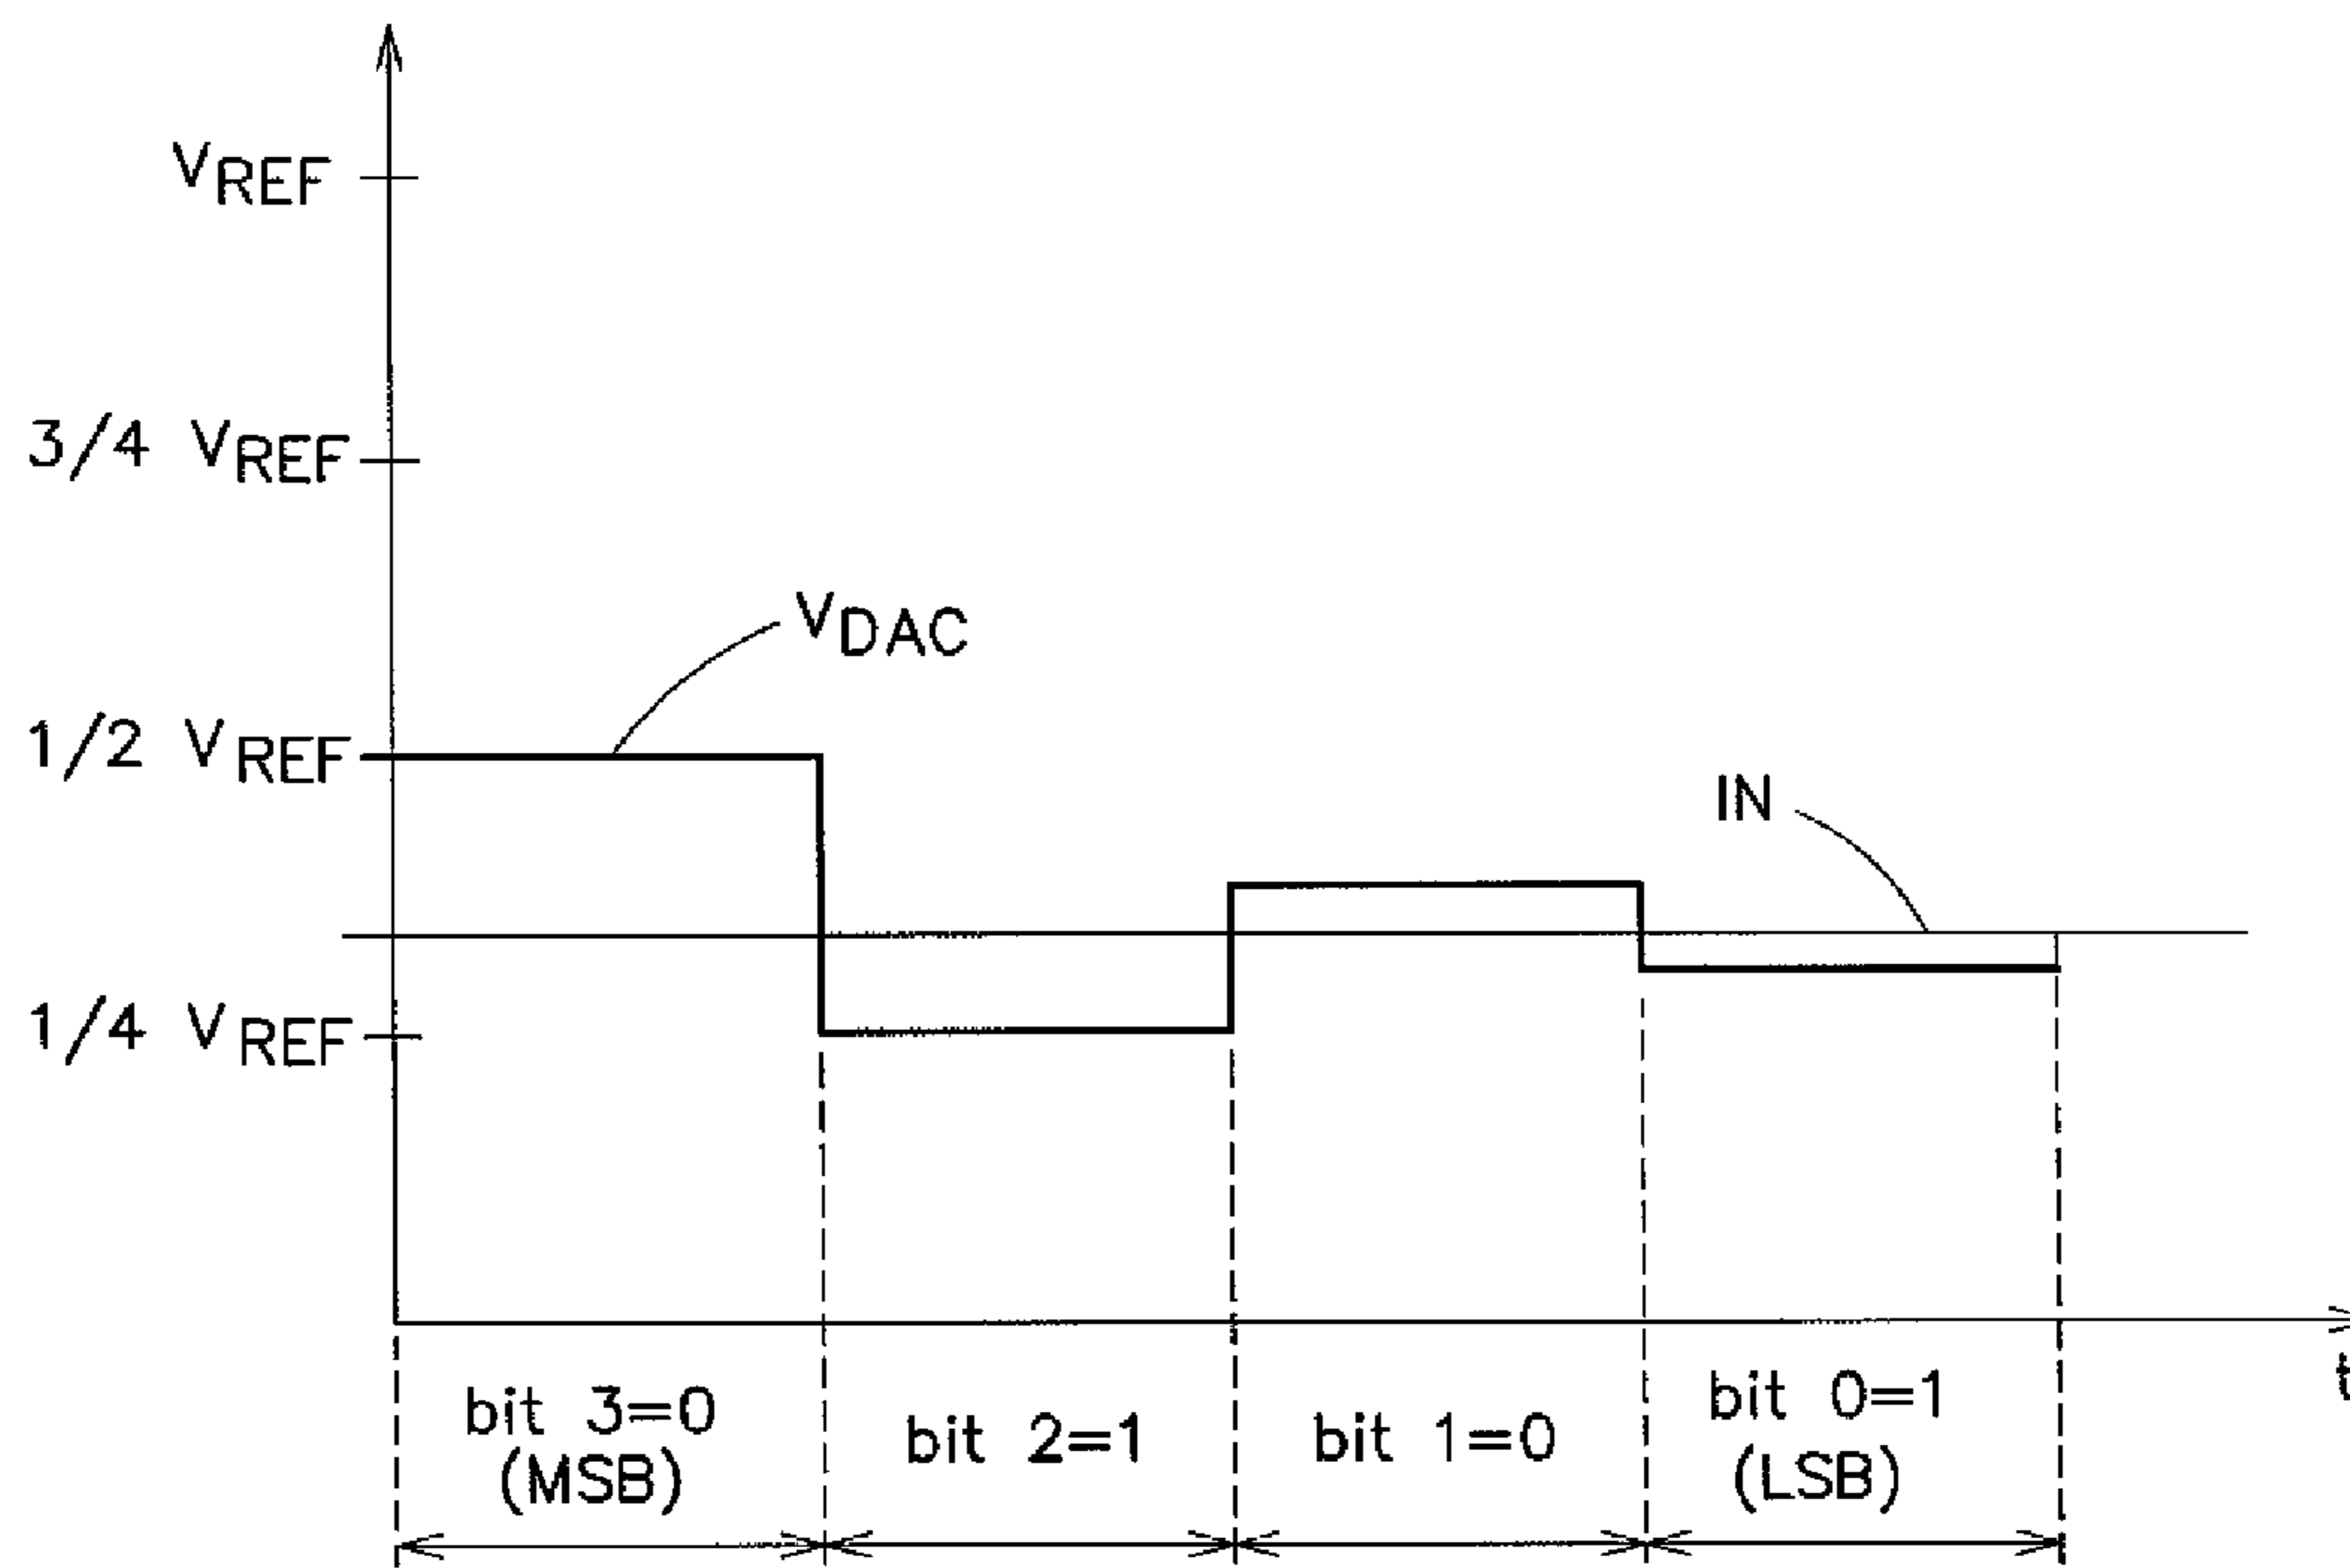 VREF
3/4 VREF
VDAC
1/2 VREF
IN
1/4 VREF
t
bit 3=0
(MSB)
bit 2=1
bit 1=0
bit 0=1
(LSB)